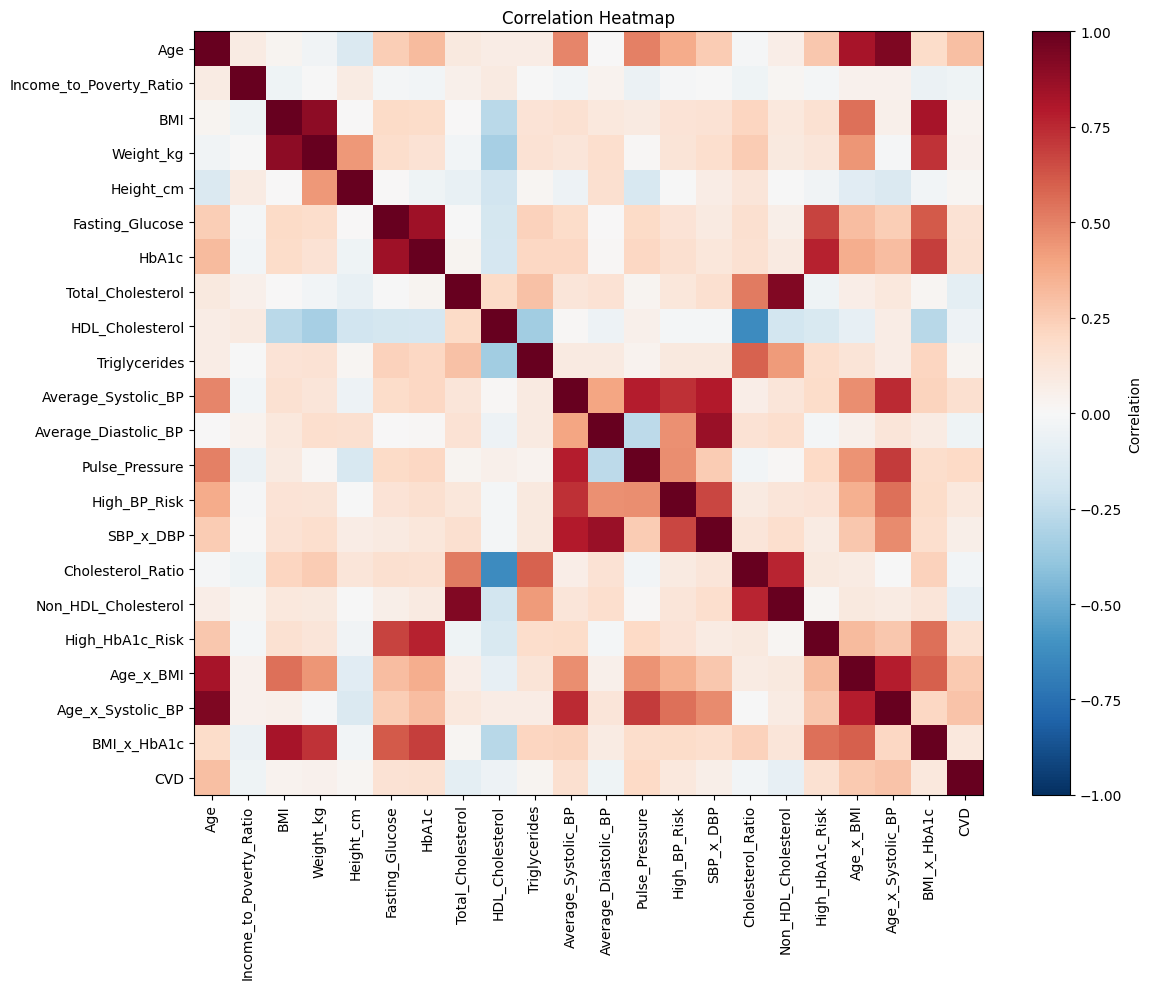 Correlation Heatmap
Age
Income_to_Poverty_Ratio
BMI
Weight_kg
Height_cm
Fasting_Glucose
HbA1c
Total_Cholesterol
HDL_Cholesterol
Triglycerides
Average_Systolic_BP
Average_Diastolic_BP
Pulse_Pressure
High_BP_Risk
SBP_x_DBP
Cholesterol_Ratio
Non_HDL_Cholesterol
High_HbA1c_Risk
Age_x_BMI
Age_x_Systolic_BP
BMI_x_HbA1c
CVD
Age
Income_to_Poverty_Ratio
BMI
Weight_kg
Height_cm
Fasting_Glucose
HbA1c
Total_Cholesterol
HDL_Cholesterol
Triglycerides
Average_Systolic_BP
Average_Diastolic_BP
Pulse_Pressure
High_BP_Risk
SBP_x_DBP
Cholesterol_Ratio
Non_HDL_Cholesterol
High_HbA1c_Risk
Age_x_BMI
Age_x_Systolic_BP
BMI_x_HbA1c
CVD
1.00
0.75
0.50
0.25
0.00
−0.25
−0.50
−0.75
−1.00
Correlation